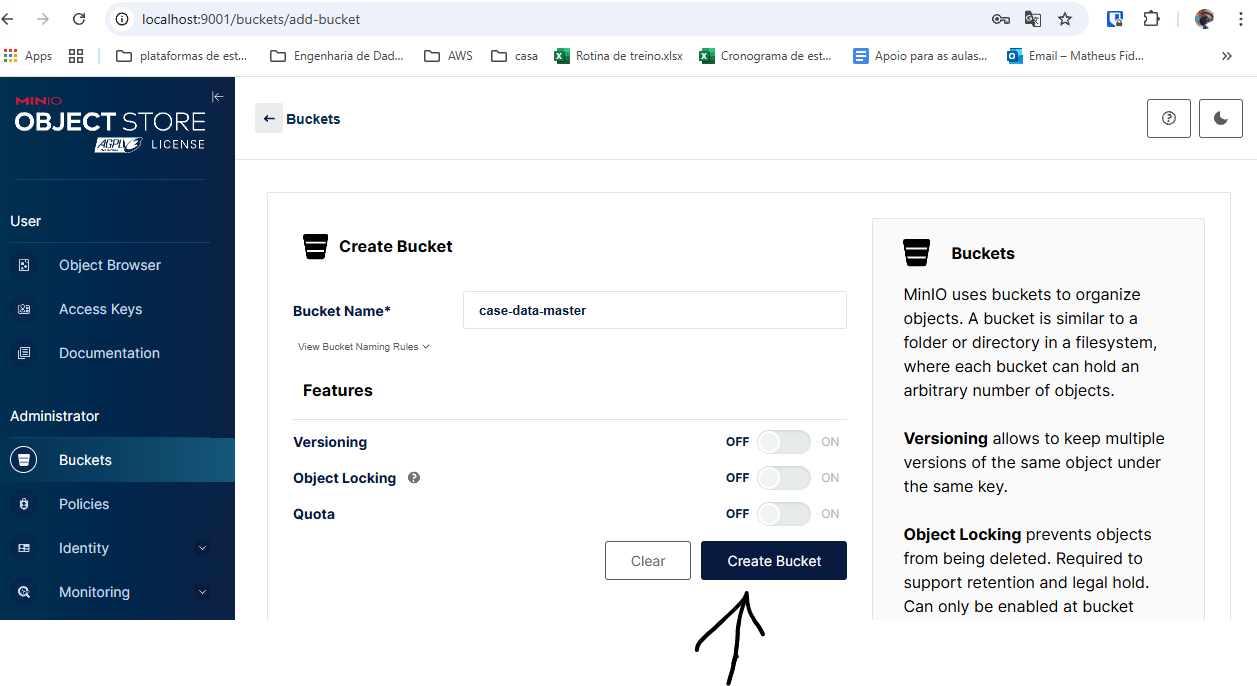 localhost:9001/buckets/add-bucket
Apps
plataformas de est...
Engenharia de Dad...
AWS
casa
Rotina de treino.xlsx
Cronograma de est...
Apoio para as aulas...
Email – Matheus Fid...
MINIO
OBJECT STORE
AGPLv3 LICENSE
User
Object Browser
Access Keys
Documentation
Administrator
Buckets
Policies
Identity
Monitoring
Buckets
Create Bucket
Bucket Name*
case-data-master
View Bucket Naming Rules
Features
Versioning
OFF ON
Object Locking
OFF ON
Quota
OFF ON
Clear
Create Bucket
Buckets
MinIO uses buckets to organize
objects. A bucket is similar to a
folder or directory in a filesystem,
where each bucket can hold an
arbitrary number of objects.
Versioning allows to keep multiple
versions of the same object under
the same key.
Object Locking prevents objects
from being deleted. Required to
support retention and legal hold.
Can only be enabled at bucket